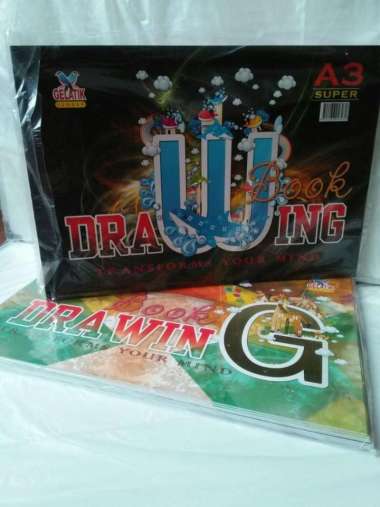 GELATIK
A3
SUPER
Book
DRAWING
TRANSFORM YOUR MIND
Book
DRAWING
YOUR MIND